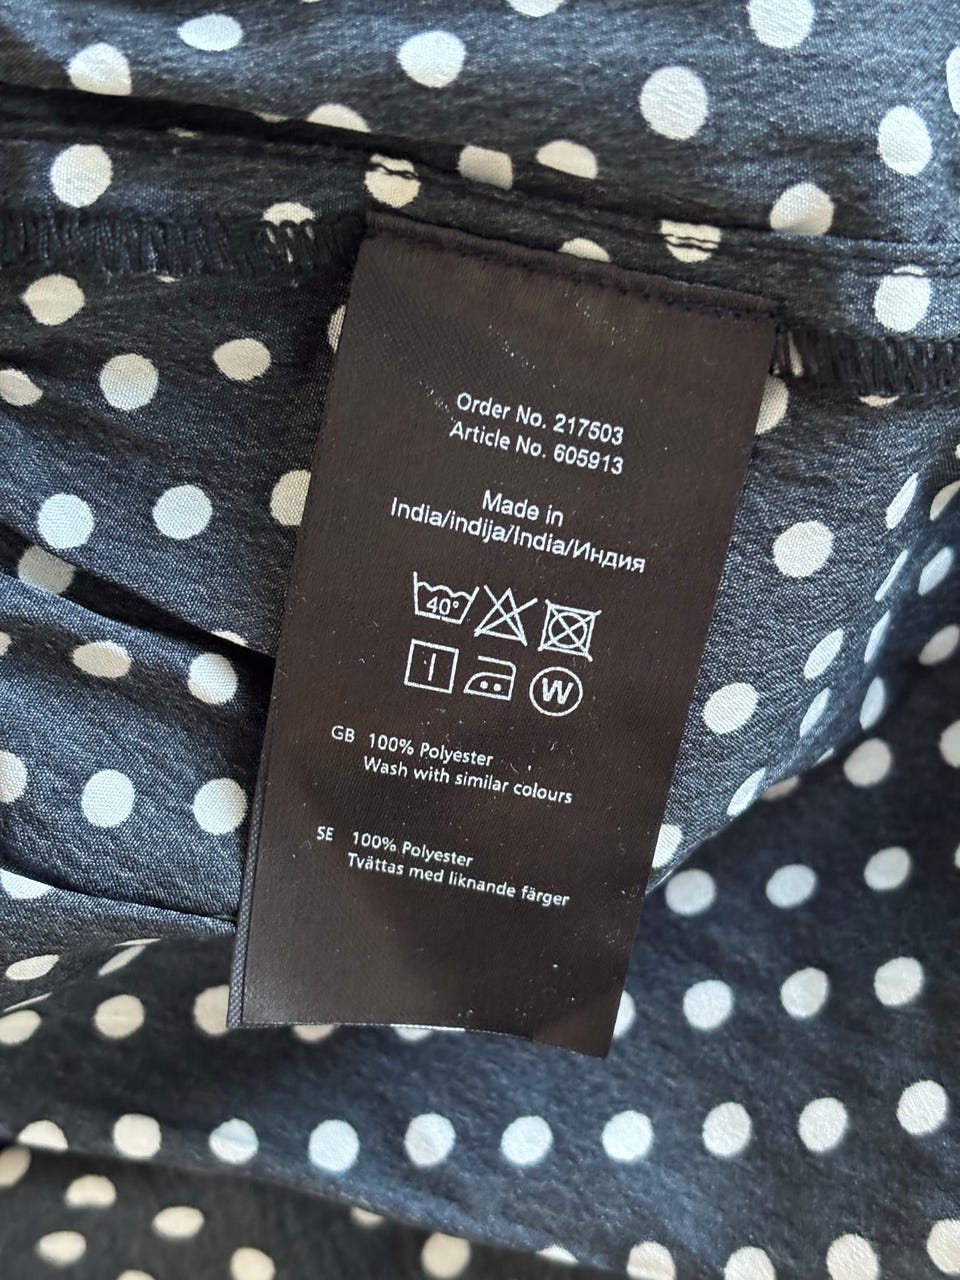 Order No. 217503
Article No. 605913
Made in
India/indija/India/Индия
40°
W
GB 100% Polyester
Wash with similar colours
SE 100% Polyester
Tvättas med liknande färger